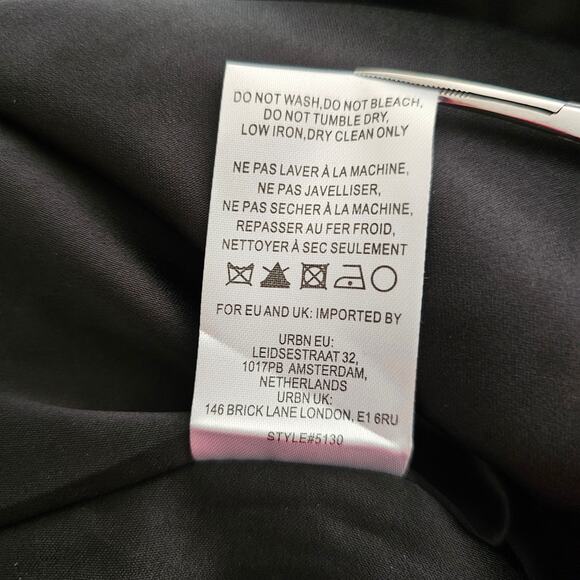 DO NOT WASH,DO NOT BLEACH,
DO NOT TUMBLE DRY,
LOW IRON,DRY CLEAN ONLY
NE PAS LAVER À LA MACHINE,
NE PAS JAVELLISER,
NE PAS SECHER À LA MACHINE,
REPASSER AU FER FROID,
NETTOYER À SEC SEULEMENT
FOR EU AND UK: IMPORTED BY
URBN EU:
LEIDSESTRAAT 32,
1017PB AMSTERDAM,
NETHERLANDS
URBN UK:
146 BRICK LANE LONDON, E1 6RU
STYLE#5130